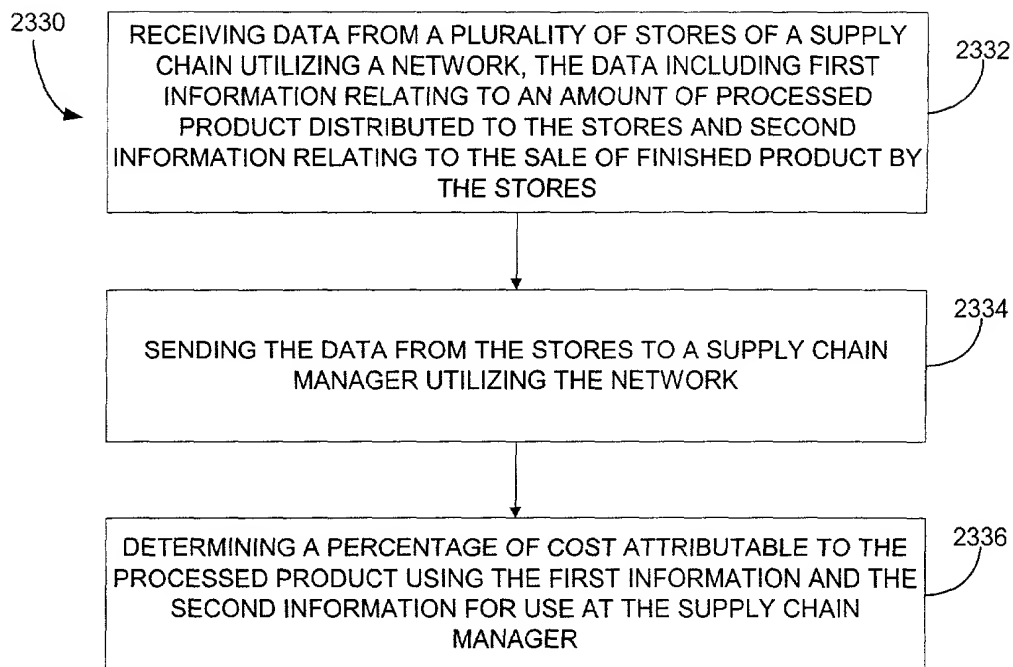 2330
RECEIVING DATA FROM A PLURALITY OF STORES OF A SUPPLY
CHAIN UTILIZING A NETWORK, THE DATA INCLUDING FIRST
INFORMATION RELATING TO AN AMOUNT OF PROCESSED
PRODUCT DISTRIBUTED TO THE STORES AND SECOND
INFORMATION RELATING TO THE SALE OF FINISHED PRODUCT BY
THE STORES
2332
SENDING THE DATA FROM THE STORES TO A SUPPLY CHAIN
MANAGER UTILIZING THE NETWORK
2334
DETERMINING A PERCENTAGE OF COST ATTRIBUTABLE TO THE
PROCESSED PRODUCT USING THE FIRST INFORMATION AND THE
SECOND INFORMATION FOR USE AT THE SUPPLY CHAIN
MANAGER
2336